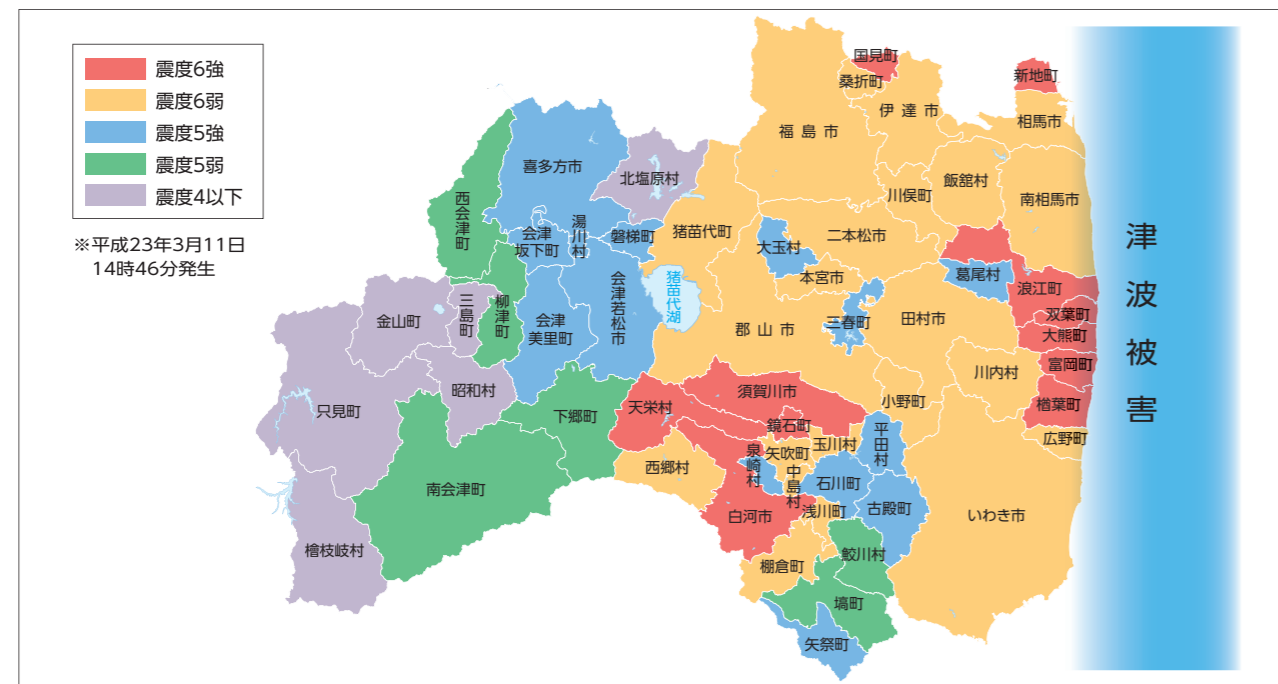 震度6強
震度6弱
震度5強
震度5弱
震度4以下
※平成23年3月11日
14時46分発生
国見町
桑折町
新地町
伊達市
相馬市
福島市
喜多方市
北塩原村
飯舘村
川俣町
南相馬市
西会津町
湯川村
会津
坂下町
磐梯町
猪苗代町
二本松市
大玉村
本宮市
葛尾村
浪江町
双葉町
大熊町
猪苗代湖
会津若松市
三島町
柳津町
金山町
会津
美里町
郡山市
三春町
田村市
富岡町
川内村
昭和村
須賀川市
小野町
楢葉町
只見町
下郷町
天栄村
鏡石町
広野町
玉川村
平田村
泉崎村
矢吹町
西郷村
中島村
石川町
南会津町
古殿町
白河市
浅川町
いわき市
檜枝岐村
鮫川村
棚倉町
塙町
矢祭町
津波被害